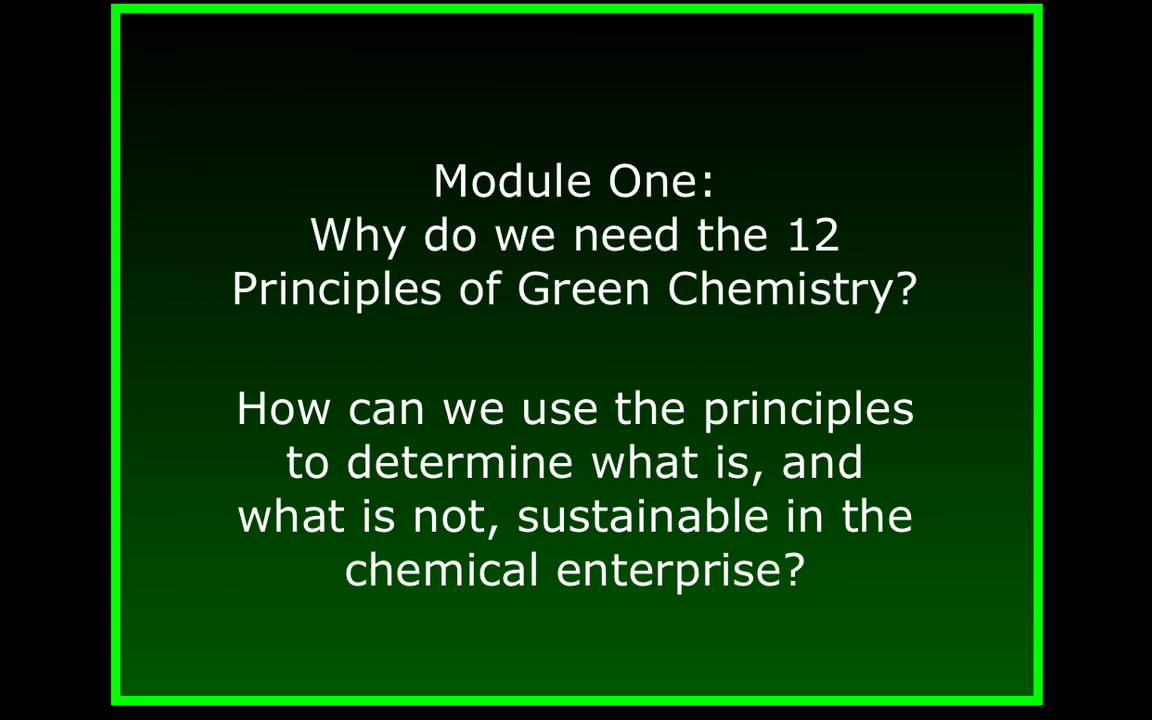 Module One:
Why do we need the 12
Principles of Green Chemistry?
How can we use the principles
to determine what is, and
what is not, sustainable in the
chemical enterprise?